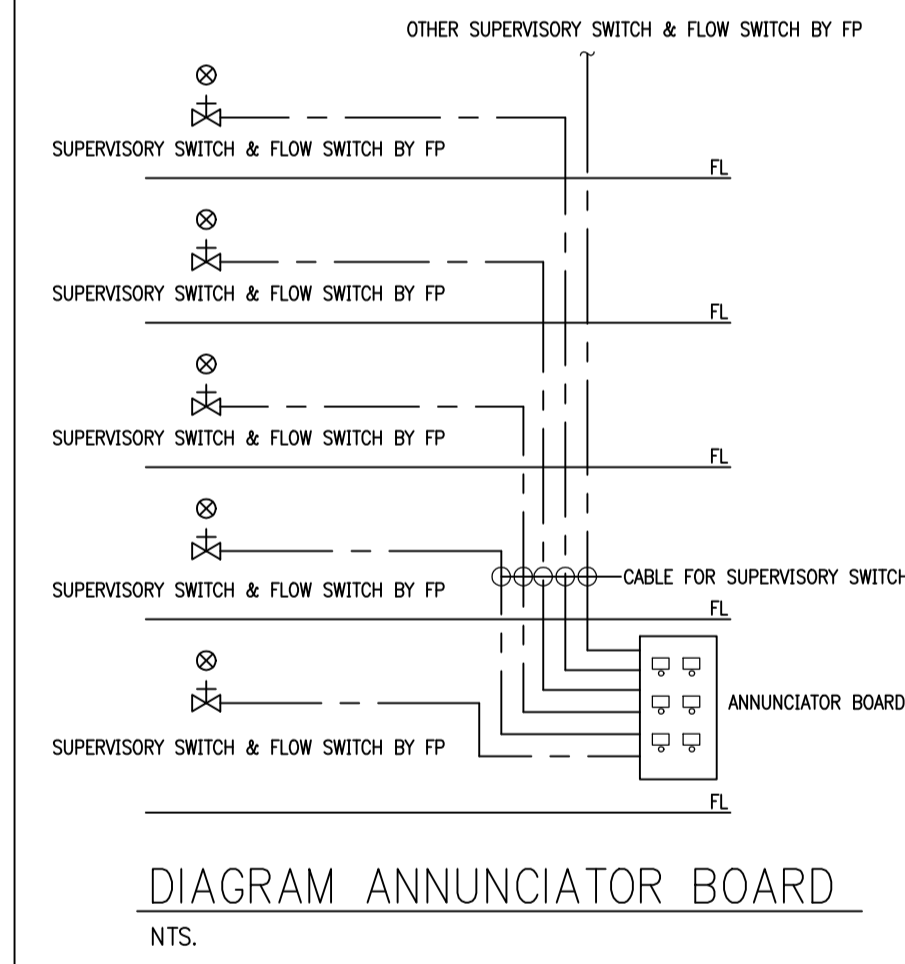 OTHER SUPERVISORY SWITCH & FLOW SWITCH BY FP
SUPERVISORY SWITCH & FLOW SWITCH BY FP
FL
SUPERVISORY SWITCH & FLOW SWITCH BY FP
FL
SUPERVISORY SWITCH & FLOW SWITCH BY FP
FL
CABLE FOR SUPERVISORY SWITCH
SUPERVISORY SWITCH & FLOW SWITCH BY FP
FL
ANNUNCIATOR BOARD
SUPERVISORY SWITCH & FLOW SWITCH BY FP
FL
DIAGRAM ANNUNCIATOR BOARD
NTS.